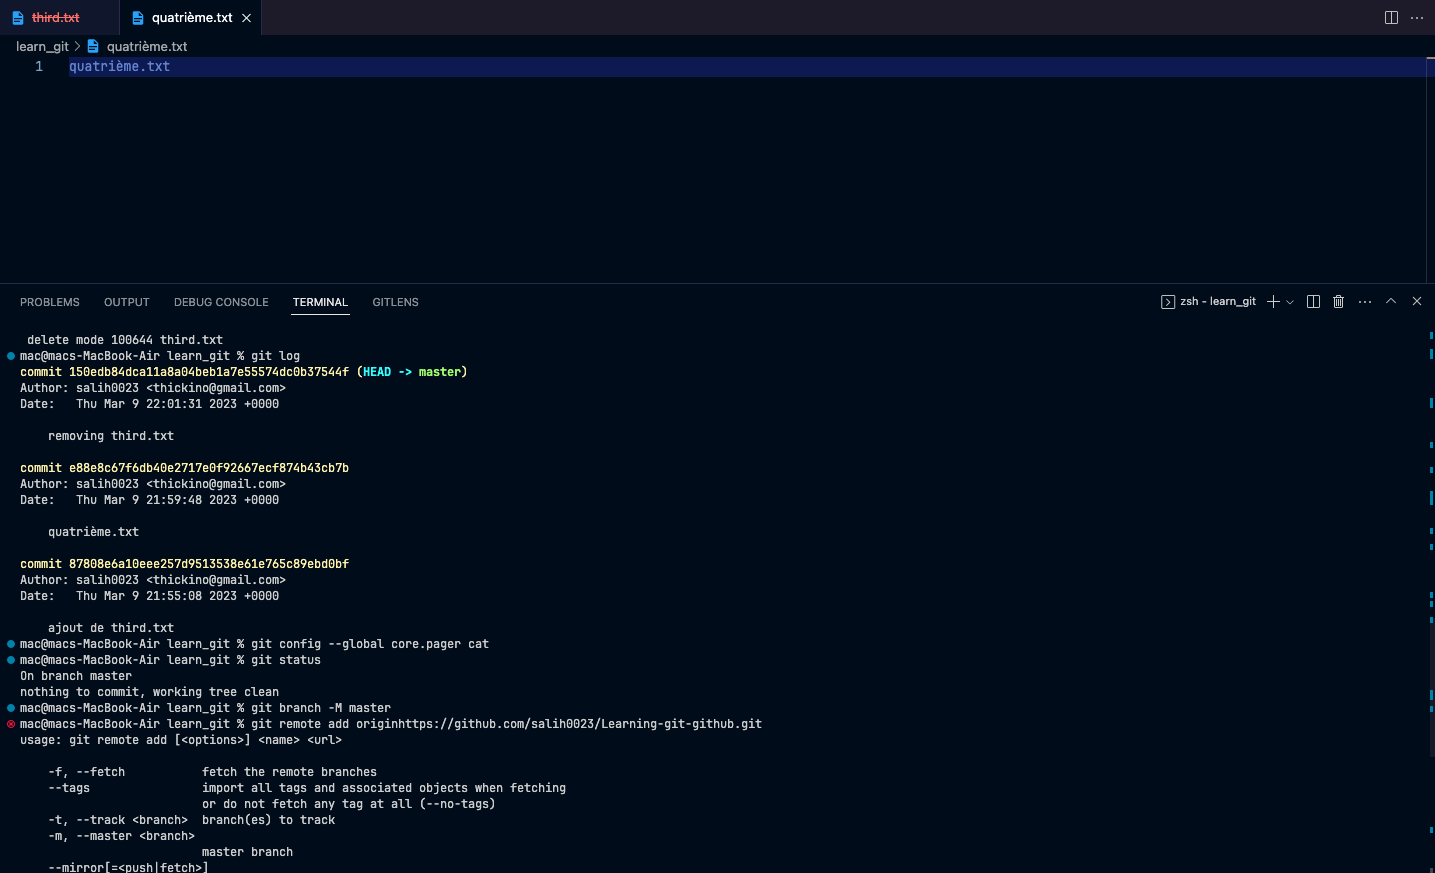 third.txt
quatrième.txt
learn_git > quatrième.txt
1 quatrième.txt
PROBLEMS OUTPUT DEBUG CONSOLE TERMINAL GITLENS
zsh - learn_git
delete mode 100644 third.txt
mac@macs-MacBook-Air learn_git % git log
commit 150edb84dca11a8a04beb1a7e55574dc0b37544f (HEAD -> master)
Author: salih0023 <thickino@gmail.com>
Date:   Thu Mar 9 22:01:31 2023 +0000
removing third.txt
commit e88e8c67f6db40e2717e0f92667ecf874b43cb7b
Author: salih0023 <thickino@gmail.com>
Date:   Thu Mar 9 21:59:48 2023 +0000
quatrième.txt
commit 87808e6a10eee257d9513538e61e765c89ebd0bf
Author: salih0023 <thickino@gmail.com>
Date:   Thu Mar 9 21:55:08 2023 +0000
ajout de third.txt
mac@macs-MacBook-Air learn_git % git config --global core.pager cat
mac@macs-MacBook-Air learn_git % git status
On branch master
nothing to commit, working tree clean
mac@macs-MacBook-Air learn_git % git branch -M master
mac@macs-MacBook-Air learn_git % git remote add originhttps://github.com/salih0023/Learning-git-github.git
usage: git remote add [<options>] <name> <url>
-f, --fetch           fetch the remote branches
--tags                import all tags and associated objects when fetching
or do not fetch any tag at all (--no-tags)
-t, --track <branch>  branch(es) to track
-m, --master <branch>
master branch
--mirror[=<push|fetch>]